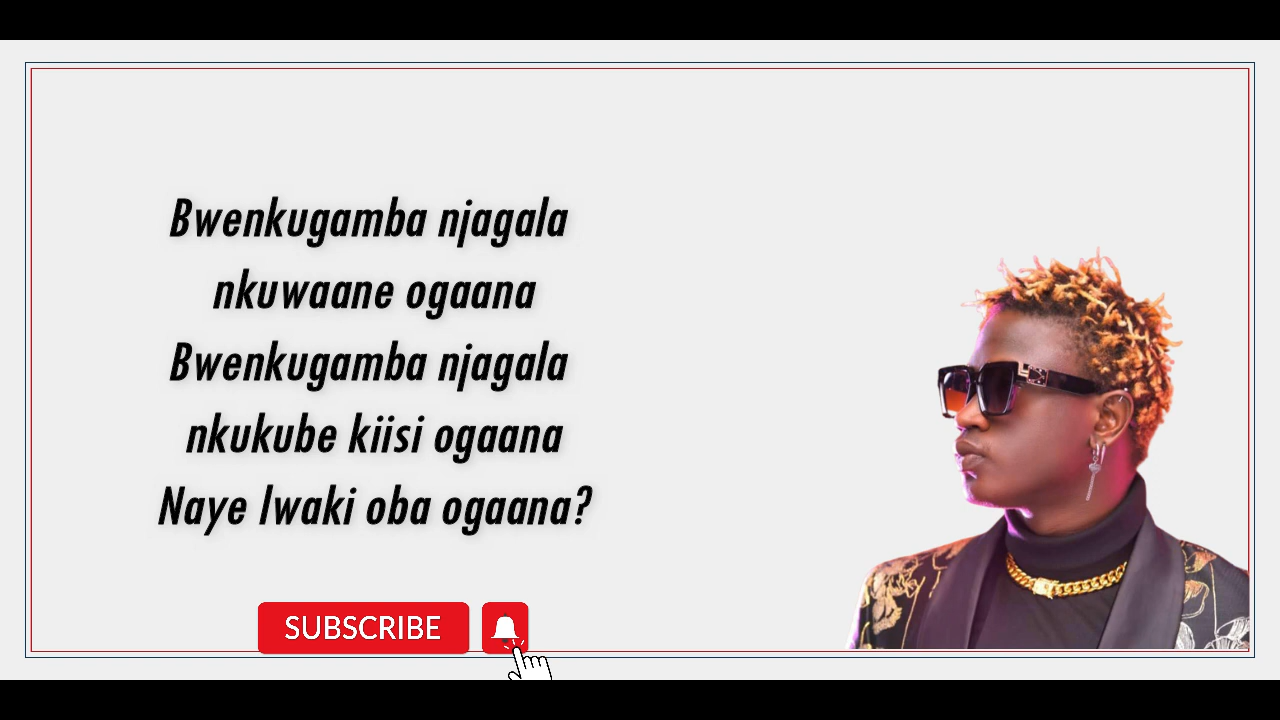 Bwenkugamba njagala
nkuwaane ogaana
Bwenkugamba njagala
nkukube kiisi ogaana
Naye lwaki oba ogaana?
SUBSCRIBE